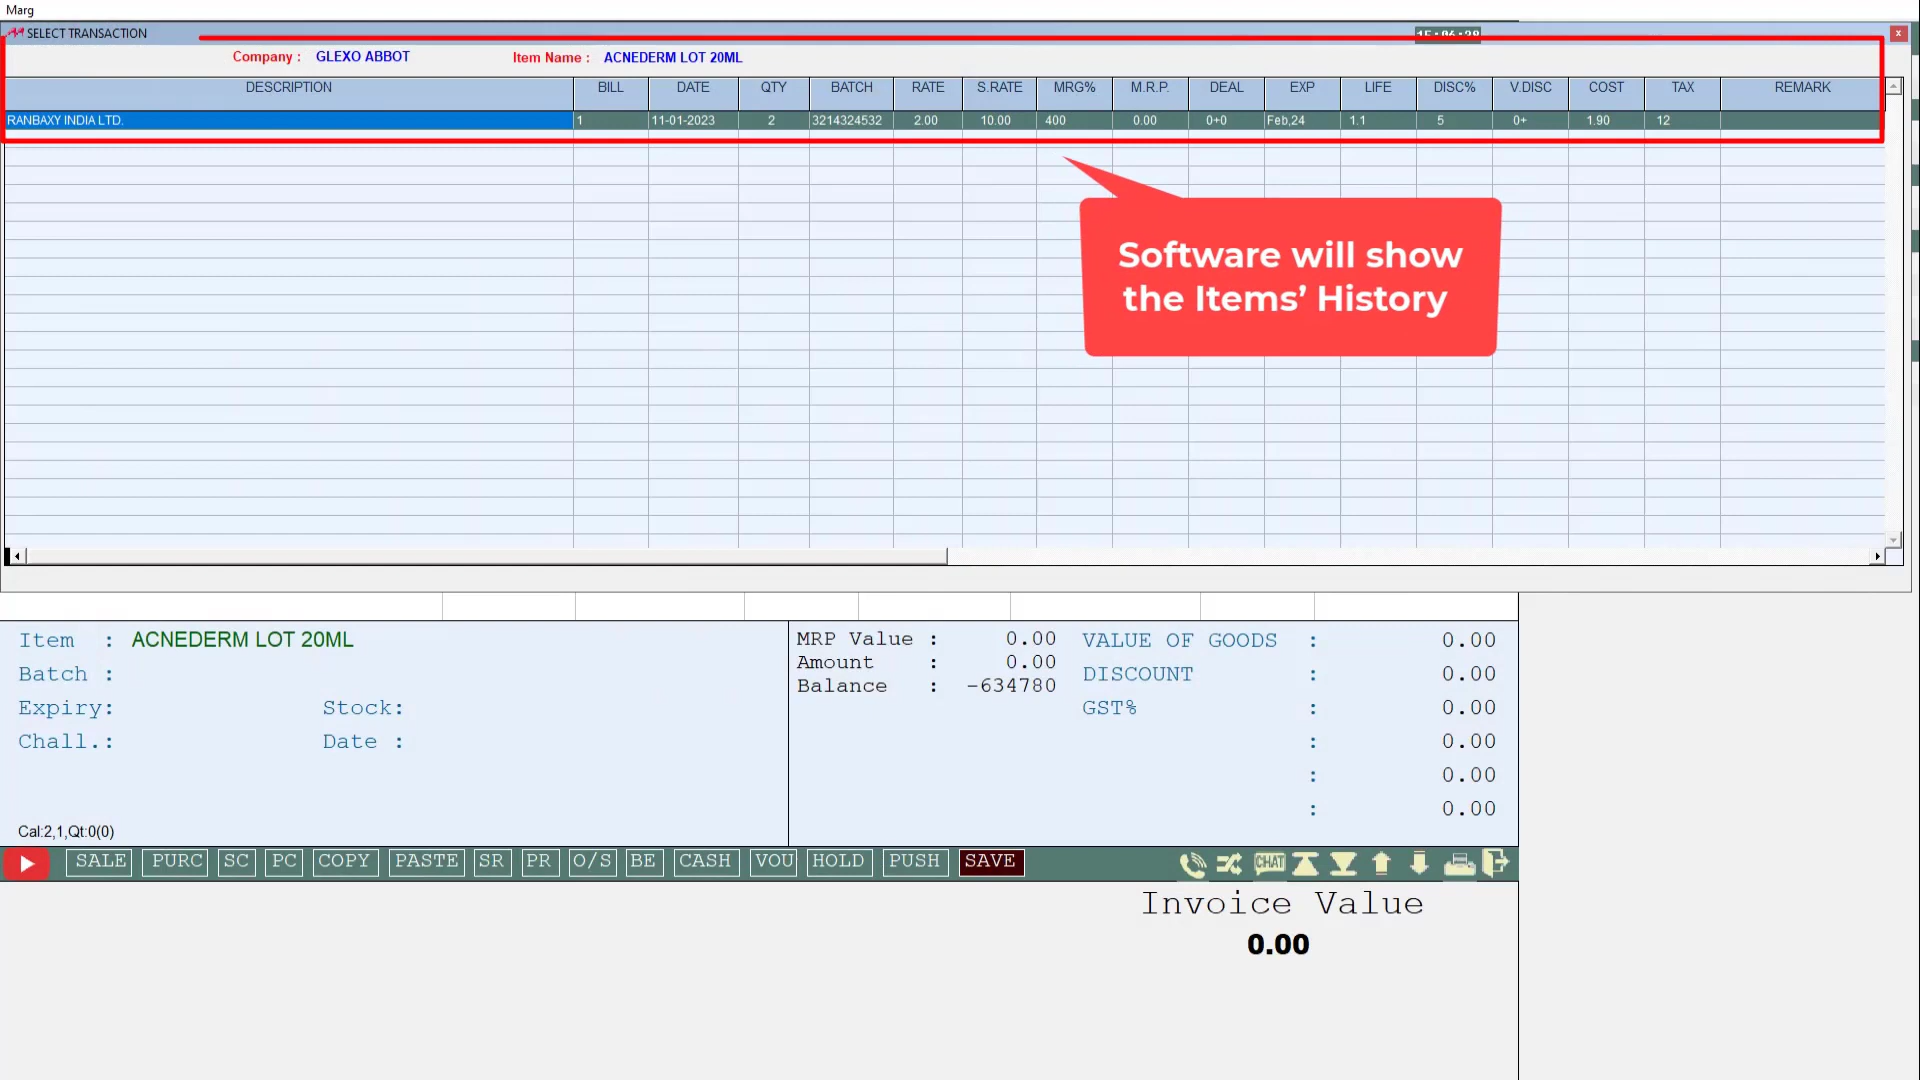 Marg
SELECT TRANSACTION
Company : GLEXO ABBOT Item Name : ACNEDERM LOT 20ML
DESCRIPTION BILL DATE QTY BATCH RATE S.RATE MRG% M.R.P. DEAL EXP LIFE DISC% V.DISC COST TAX REMARK
RANBAXY INDIA LTD. 1 11-01-2023 2 3214324532 2.00 10.00 400 0.00 0+0 Feb,24 1.1 5 0+ 1.90 12
Software will show
the Items’ History
Item : ACNEDERM LOT 20ML
Batch :
Expiry: Stock:
Chall.: Date :
Cal:2,1,Qt:0(0)
MRP Value : 0.00
Amount : 0.00
Balance : -634780
VALUE OF GOODS : 0.00
DISCOUNT : 0.00
GST% : 0.00
: 0.00
: 0.00
: 0.00
SALE PURC SC PC COPY PASTE SR PR O/S BE CASH VOU HOLD PUSH SAVE CHAT
Invoice Value
0.00